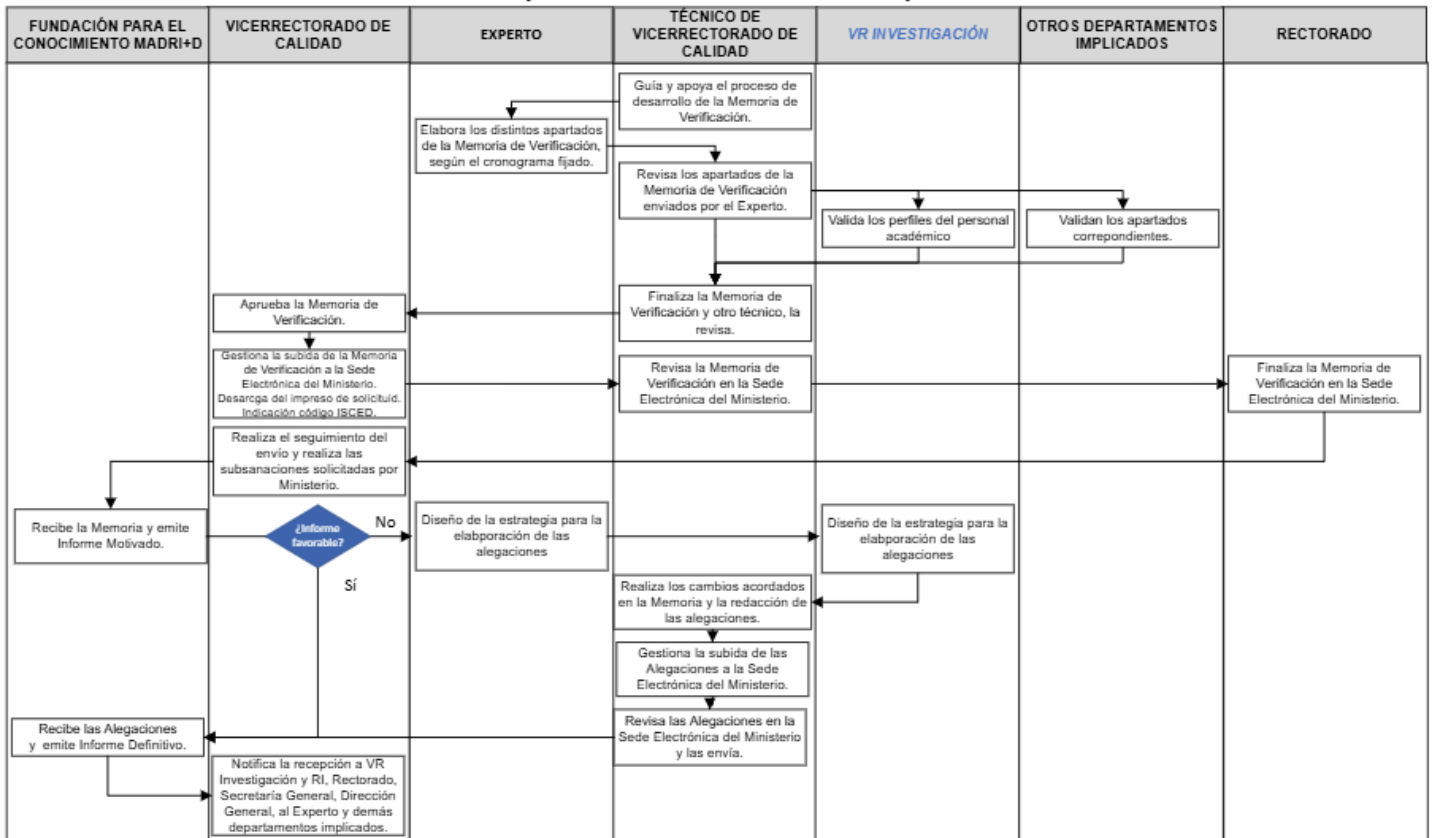 FUNDACIÓN PARA EL
CONOCIMIENTO MADRI+D
VICERRECTORADO DE
CALIDAD
EXPERTO
TÉCNICO DE
VICERRECTORADO DE
CALIDAD
VR INVESTIGACIÓN
OTROS DEPARTAMENTOS
IMPLICADOS
RECTORADO
Guía y apoya el proceso de
desarrollo de la Memoria de
Verificación.
Elabora los distintos apartados
de la Memoria de Verificación,
según el cronograma fijado.
Revisa los apartados de la
Memoria de Verificación
enviados por el Experto.
Valida los perfiles del personal
académico
Validan los apartados
correpondientes.
Finaliza la Memoria de
Verificación y otro técnico, la
revisa.
Aprueba la Memoria de
Verificación.
Gestiona la subida de la Memoria
de Verificación a la Sede
Electrónica del Ministerio.
Desarcga del impreso de solicituid.
Indicación código ISCED.
Revisa la Memoria de
Verificación en la Sede
Electrónica del Ministerio.
Finaliza la Memoria de
Verificación en la Sede
Electrónica del Ministerio.
Realiza el seguimiento del
envío y realiza las
subsanaciones solicitadas por
Ministerio.
Recibe la Memoria y emite
Informe Motivado.
¿Informe
favorable?
No
Sí
Diseño de la estrategia para la
elabporación de las
alegaciones
Diseño de la estrategia para la
elabporación de las
alegaciones
Realiza los cambios acordados
en la Memoria y la redacción de
las alegaciones.
Gestiona la subida de las
Alegaciones a la Sede
Electrónica del Ministerio.
Revisa las Alegaciones en la
Sede Electrónica del Ministerio
y las envía.
Recibe las Alegaciones
y emite Informe Definitivo.
Notifica la recepción a VR
Investigación y RI, Rectorado,
Secretaría General, Dirección
General, al Experto y demás
departamentos implicados.